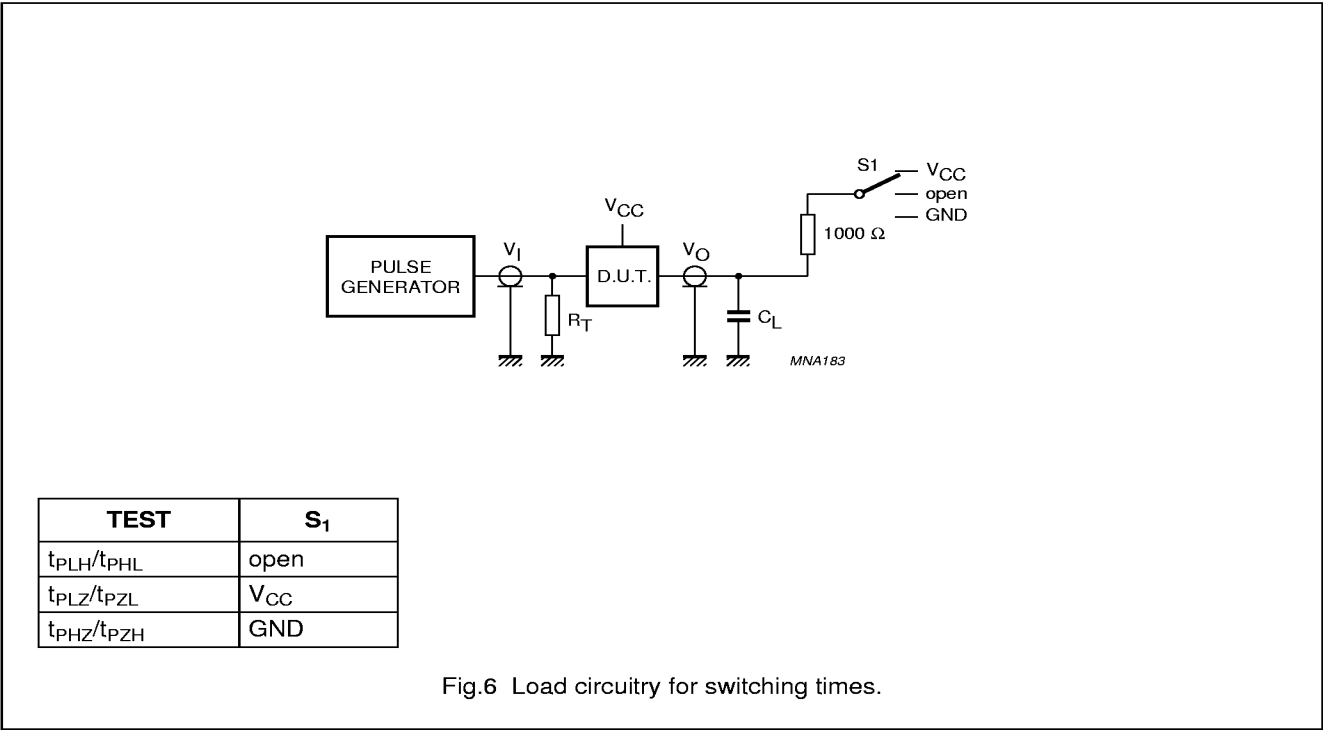 S1
VCC
open
GND
1000 Ω
VCC
VI
VO
PULSE
GENERATOR
D.U.T.
RT
CL
MNA183
TEST S1
tPLH/tPHL open
tPLZ/tPZL VCC
tPHZ/tPZH GND
Fig.6 Load circuitry for switching times.